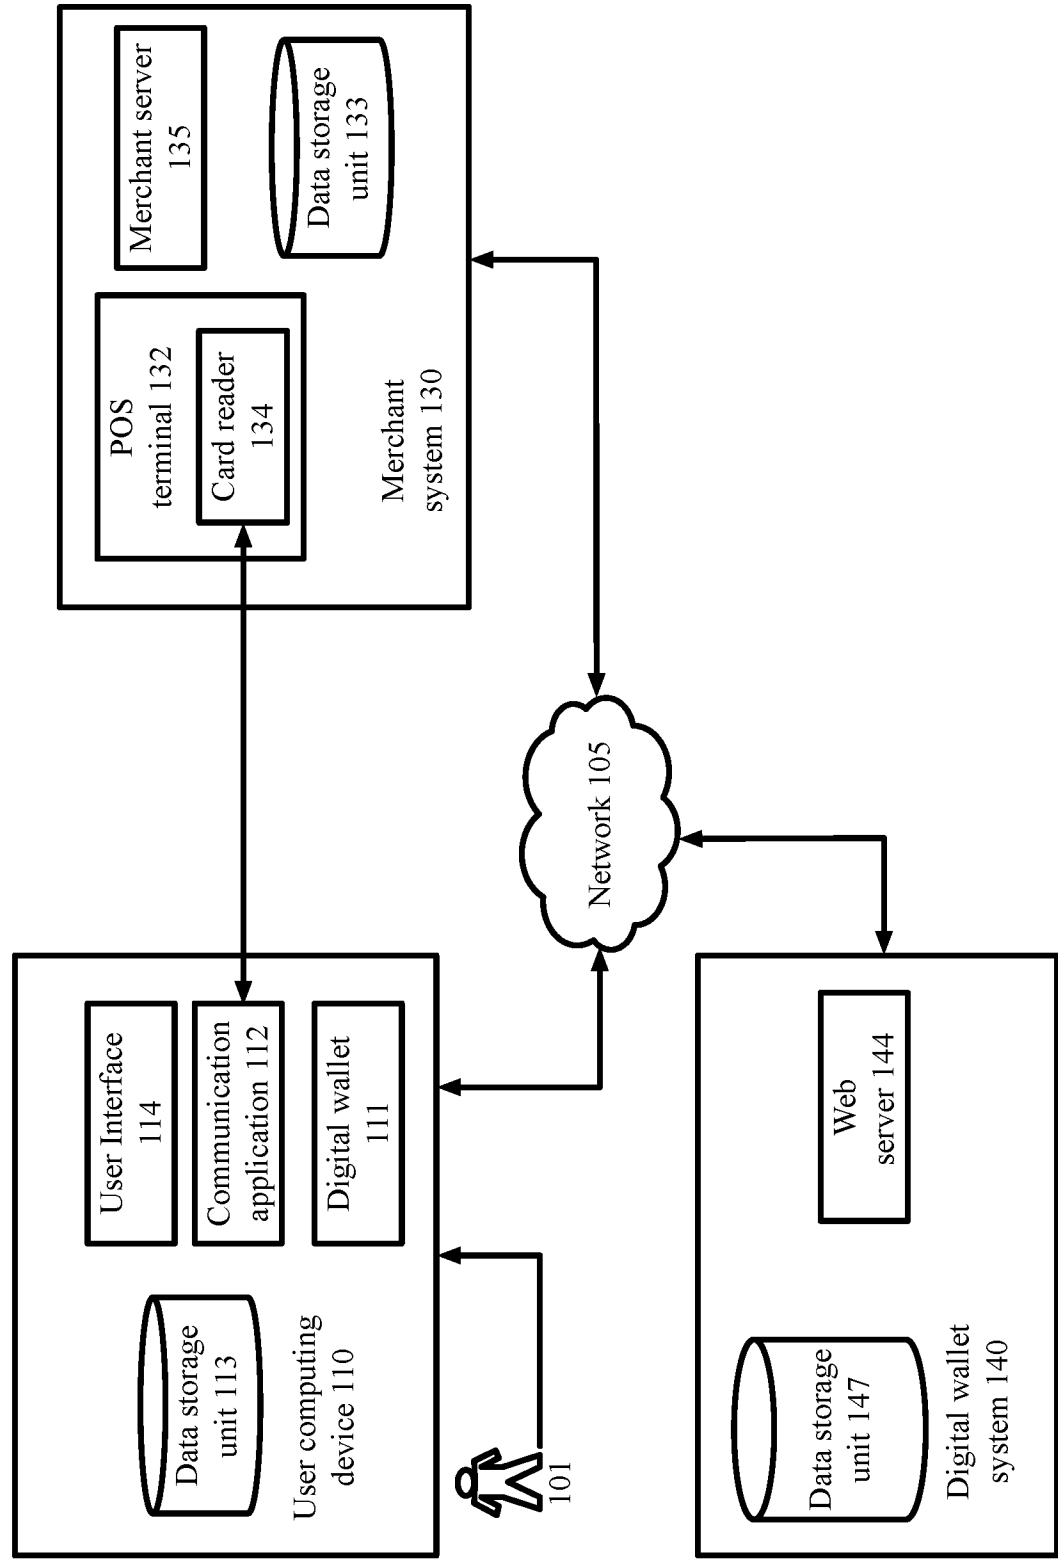 Data storage
unit 113
User Interface
114
Communication
application 112
Digital wallet
111
User computing
device 110
101
POS
terminal 132
Card reader
134
Merchant server
135
Data storage
unit 133
Merchant
system 130
Network 105
Data storage
unit 147
Web
server 144
Digital wallet
system 140